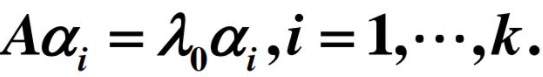 Aα_i = λ_0α_i, i = 1,⋯,k.